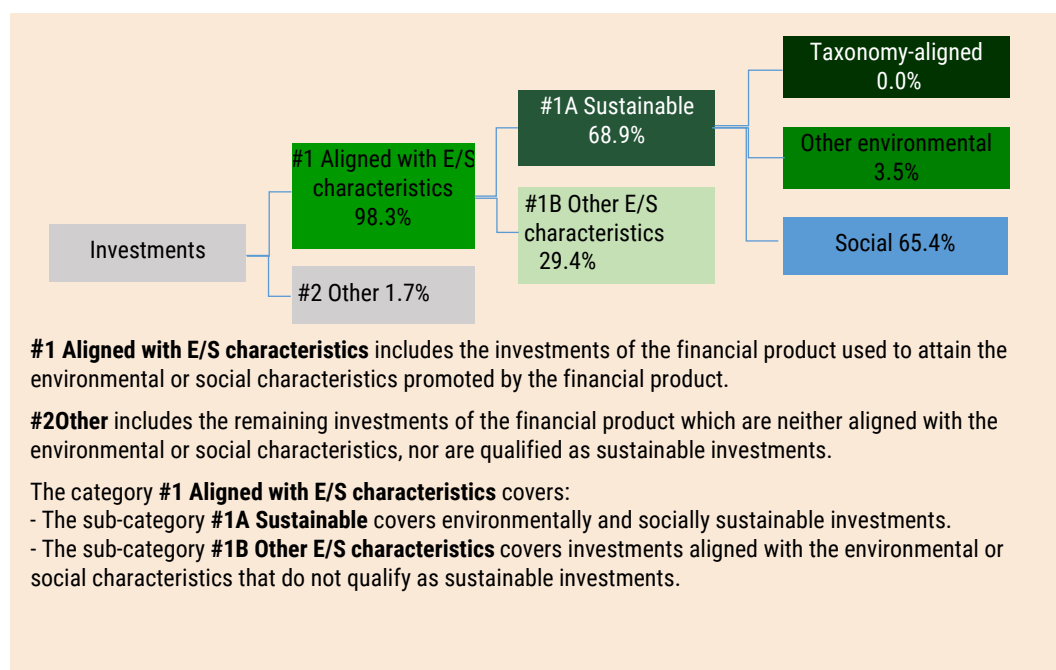 Investments
#1 Aligned with E/S
characteristics
98.3%
#2 Other 1.7%
#1A Sustainable
68.9%
#1B Other E/S
characteristics
29.4%
Taxonomy-aligned
0.0%
Other environmental
3.5%
Social 65.4%
#1 Aligned with E/S characteristics includes the investments of the financial product used to attain the
environmental or social characteristics promoted by the financial product.
#2Other includes the remaining investments of the financial product which are neither aligned with the
environmental or social characteristics, nor are qualified as sustainable investments.
The category #1 Aligned with E/S characteristics covers:
- The sub-category #1A Sustainable covers environmentally and socially sustainable investments.
- The sub-category #1B Other E/S characteristics covers investments aligned with the environmental or
social characteristics that do not qualify as sustainable investments.